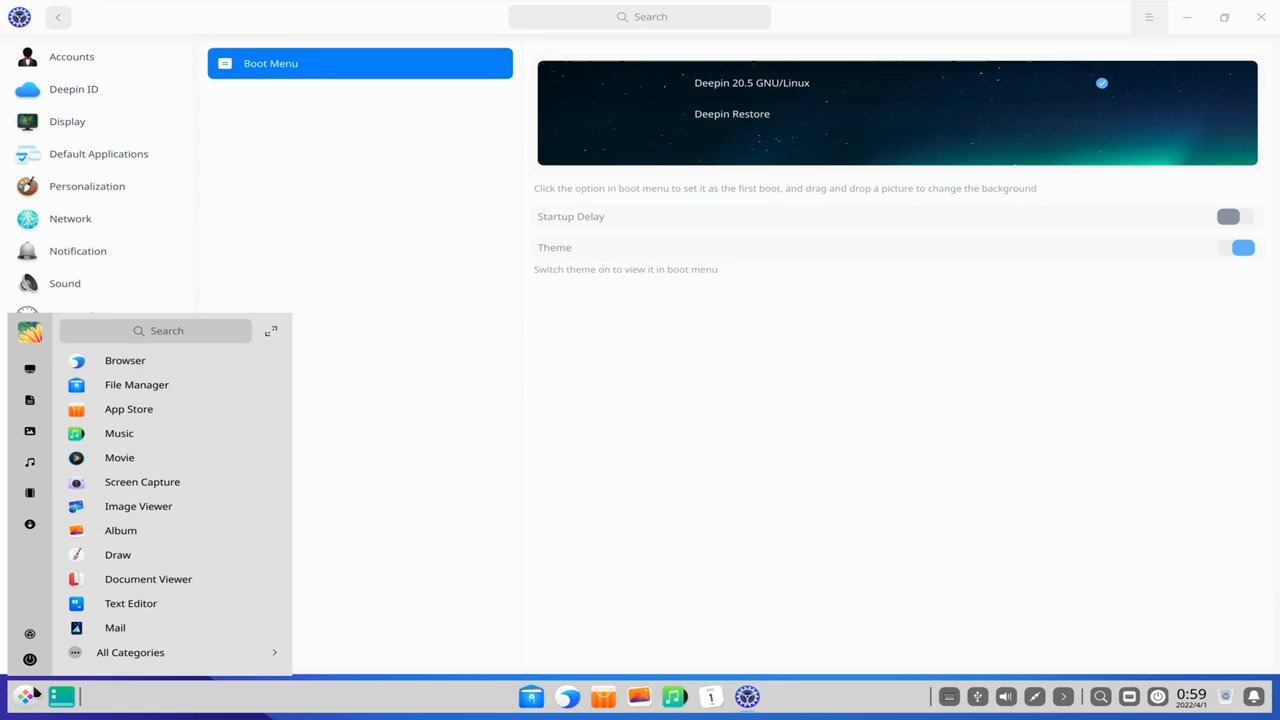 Search
Accounts
Deepin ID
Display
Default Applications
Personalization
Network
Notification
Sound
Boot Menu
Deepin 20.5 GNU/Linux
Deepin Restore
Click the option in boot menu to set it as the first boot, and drag and drop a picture to change the background
Startup Delay
Theme
Switch theme on to view it in boot menu
Search
Browser
File Manager
App Store
Music
Movie
Screen Capture
Image Viewer
Album
Draw
Document Viewer
Text Editor
Mail
All Categories
1
0:59
2022/4/1